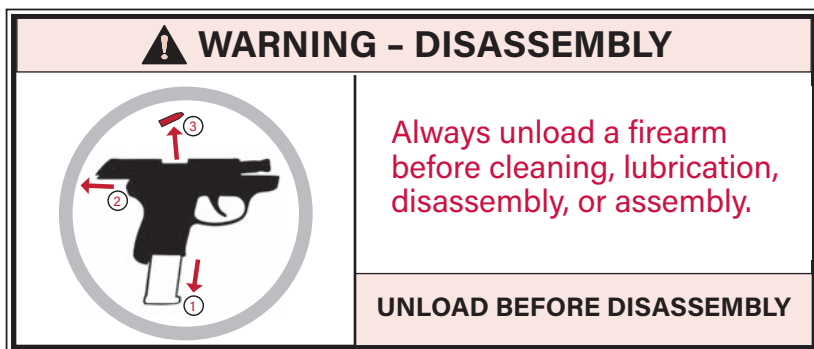 WARNING – DISASSEMBLY
3
2
1
Always unload a firearm
before cleaning, lubrication,
disassembly, or assembly.
UNLOAD BEFORE DISASSEMBLY